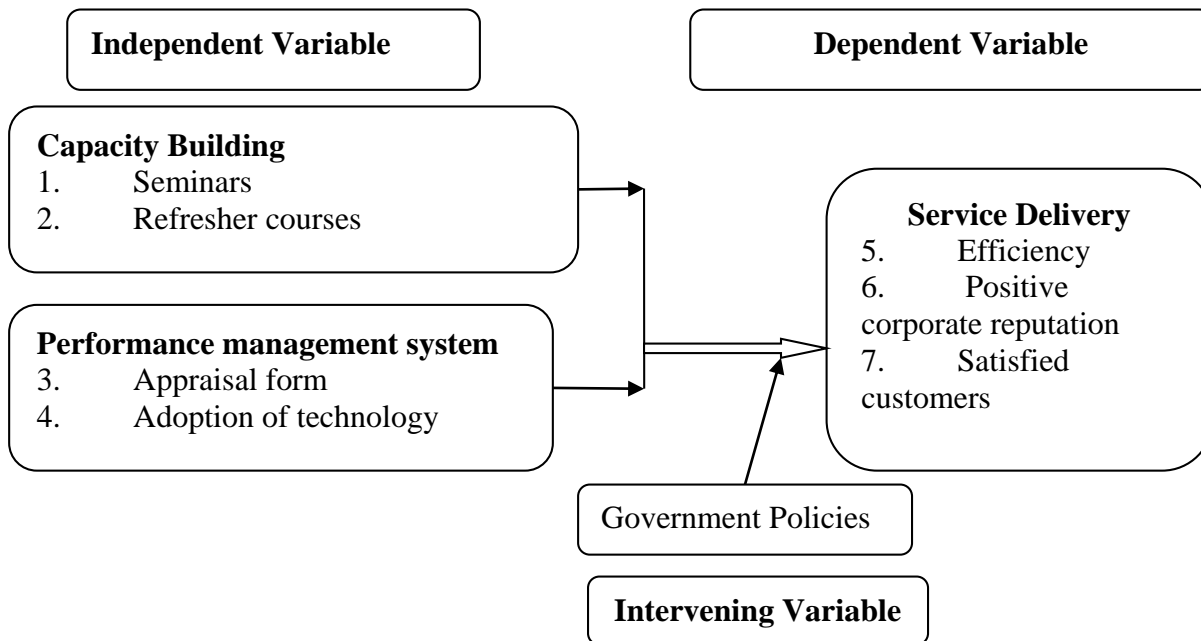 Independent Variable
Dependent Variable
Capacity Building
1. Seminars
2. Refresher courses
Performance management system
3. Appraisal form
4. Adoption of technology
Service Delivery
5. Efficiency
6. Positive
corporate reputation
7. Satisfied
customers
Government Policies
Intervening Variable